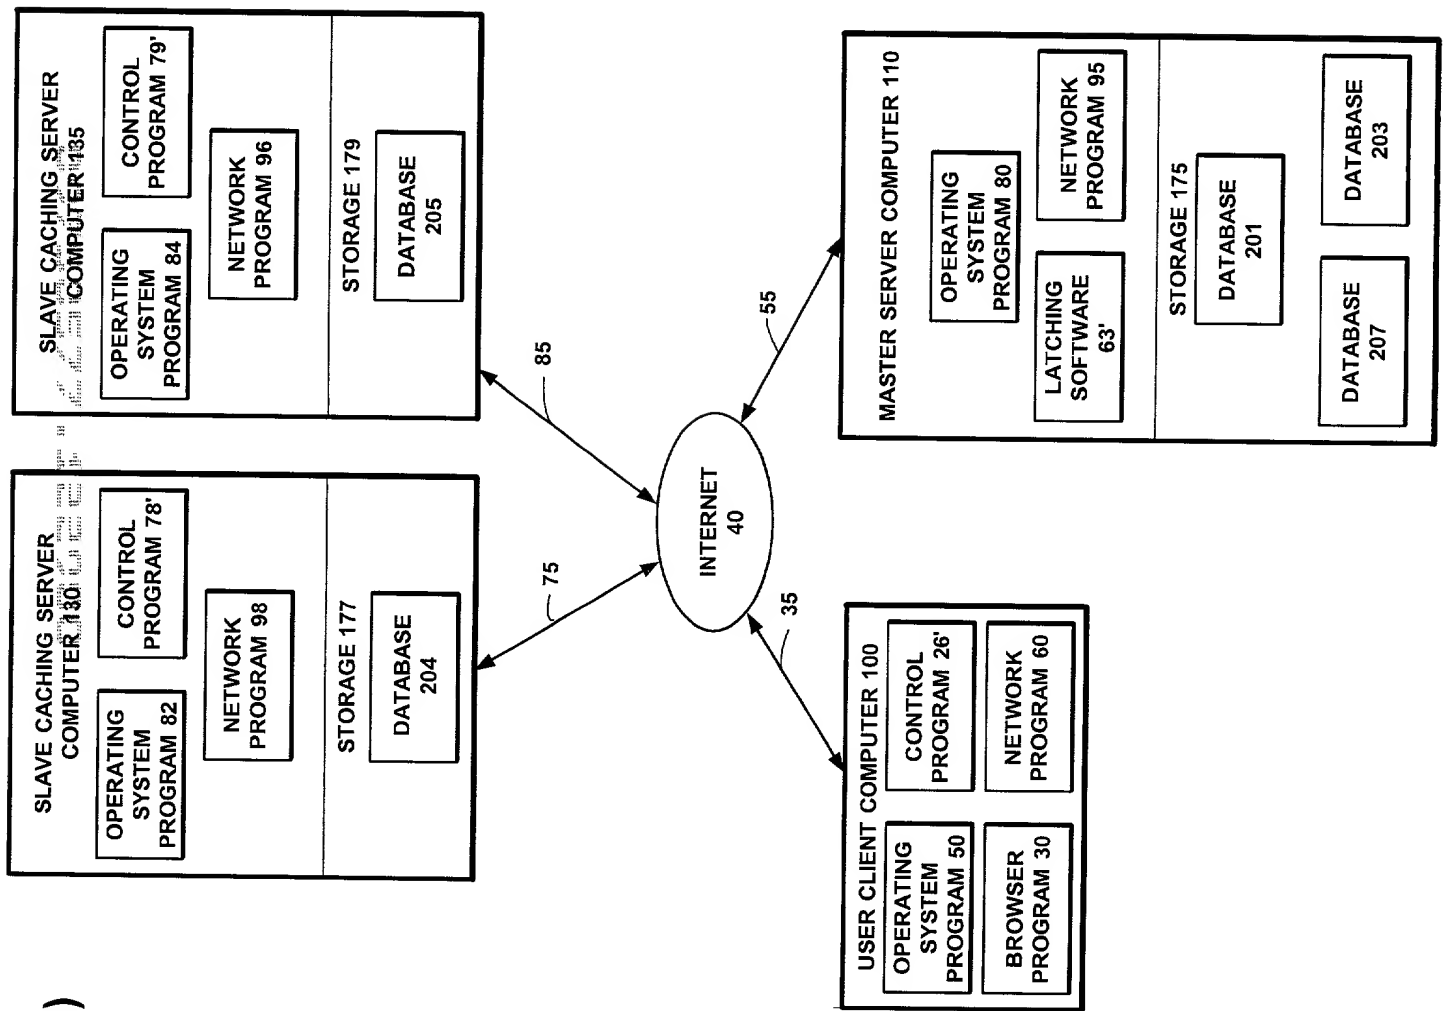 SLAVE CACHING SERVER
COMPUTER 130
OPERATING
SYSTEM
PROGRAM 82
CONTROL
PROGRAM 78'
NETWORK
PROGRAM 98
STORAGE 177
DATABASE
204
SLAVE CACHING SERVER
COMPUTER 135
OPERATING
SYSTEM
PROGRAM 84
CONTROL
PROGRAM 79'
NETWORK
PROGRAM 96
STORAGE 179
DATABASE
205
75
85
INTERNET
40
35
55
USER CLIENT COMPUTER 100
OPERATING
SYSTEM
PROGRAM 50
CONTROL
PROGRAM 26'
BROWSER
PROGRAM 30
NETWORK
PROGRAM 60
MASTER SERVER COMPUTER 110
OPERATING
SYSTEM
PROGRAM 80
LATCHING
SOFTWARE
63'
NETWORK
PROGRAM 95
STORAGE 175
DATABASE
201
DATABASE
207
DATABASE
203
)